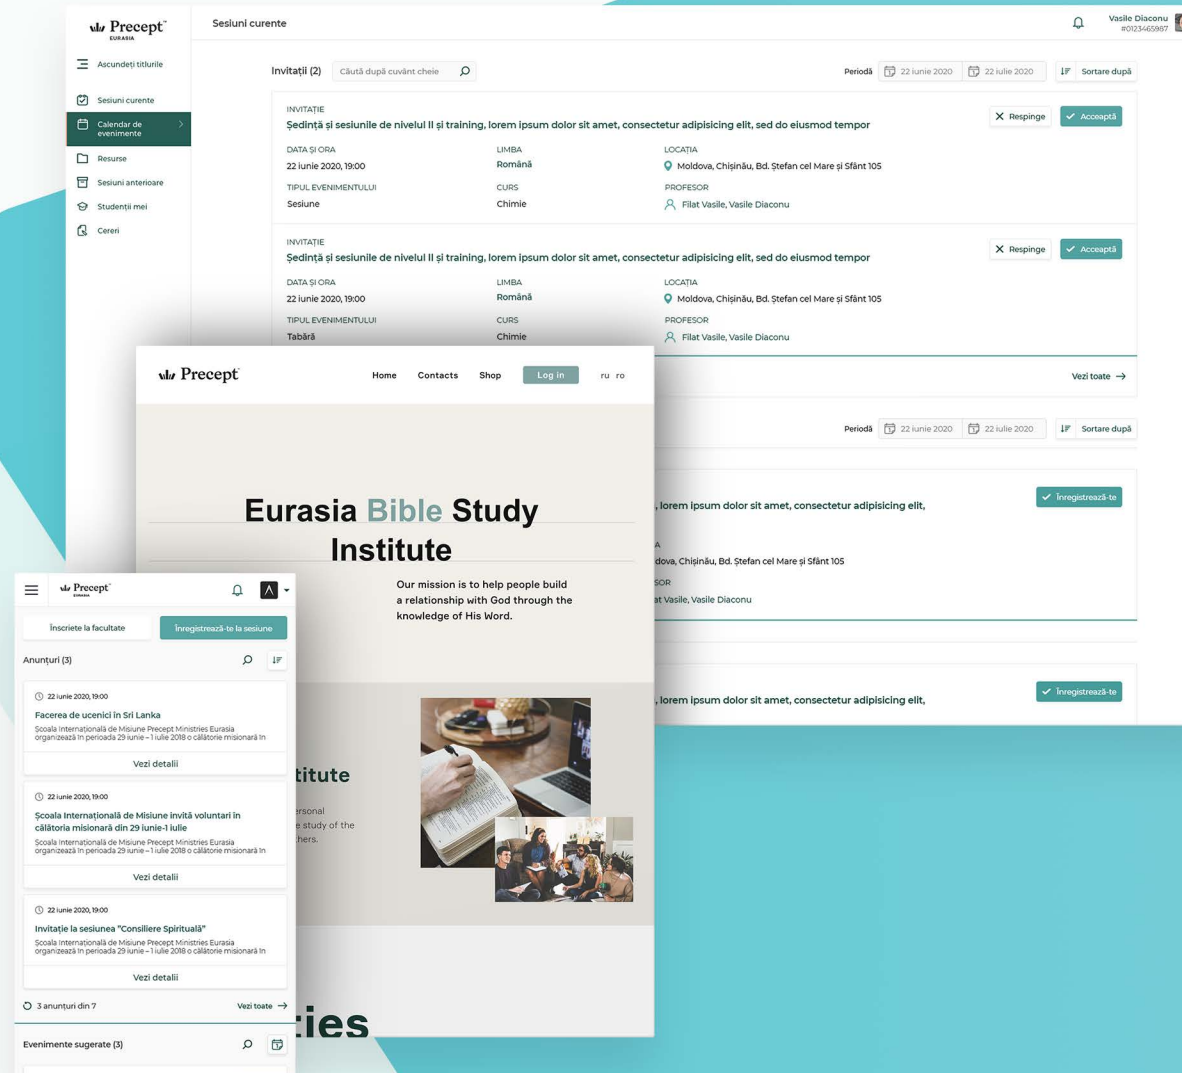 Precept
EURASIA
Sesiuni curente
Vasile Diaconu
#0123465987
Ascundeți titlurile
Sesiuni curente
Calendar de
evenimente
Resurse
Sesiuni anterioare
Studenții mei
Cereri
Invitații (2)
Căută după cuvânt cheie
Periodă
22 iunie 2020
22 iulie 2020
Sortare după
INVITAȚIE
Ședință și sesiunile de nivelul II și training, lorem ipsum dolor sit amet, consectetur adipisicing elit, sed do eiusmod tempor
Respinge
Acceaptă
DATA ȘI ORA
LIMBA
LOCAȚIA
22 iunie 2020, 19:00
Română
Moldova, Chișinău, Bd. Ștefan cel Mare și Sfânt 105
TIPUL EVENIMENTULUI
CURS
PROFESOR
Sesiune
Chimie
Filat Vasile, Vasile Diaconu
INVITAȚIE
Ședință și sesiunile de nivelul II și training, lorem ipsum dolor sit amet, consectetur adipisicing elit, sed do eiusmod tempor
Respinge
Acceaptă
DATA ȘI ORA
LIMBA
LOCAȚIA
22 iunie 2020, 19:00
Română
Moldova, Chișinău, Bd. Ștefan cel Mare și Sfânt 105
TIPUL EVENIMENTULUI
CURS
PROFESOR
Tabără
Chimie
Filat Vasile, Vasile Diaconu
Vezi toate
Periodă
22 iunie 2020
22 iulie 2020
Sortare după
, lorem ipsum dolor sit amet, consectetur adipisicing elit,
Înregistrează-te
A
dova, Chișinău, Bd. Ștefan cel Mare și Sfânt 105
SOR
at Vasile, Vasile Diaconu
, lorem ipsum dolor sit amet, consectetur adipisicing elit,
Înregistrează-te
Precept
Home
Contacts
Shop
Log in
ru
ro
Eurasia Bible Study
Institute
Our mission is to help people build
a relationship with God through the
knowledge of His Word.
titute
ersonal
e study of the
hers.
ties
Precept
EURASIA
Înscriete la facultate
Înregistrează-te la sesiune
Anunțuri (3)
22 iunie 2020, 19:00
Facerea de ucenici în Sri Lanka
Școala Internațională de Misiune Precept Ministries Eurasia
organizează în perioada 29 iunie – 1 iulie 2018 o călătorie misionară în
Vezi detalii
22 iunie 2020, 19:00
Școala Internațională de Misiune invită voluntari în
călătoria misionară din 29 iunie-1 iulie
Școala Internațională de Misiune Precept Ministries Eurasia
organizează în perioada 29 iunie – 1 iulie 2018 o călătorie misionară în
Vezi detalii
22 iunie 2020, 19:00
Invitație la sesiunea ”Consiliere Spirituală”
Școala Internațională de Misiune Precept Ministries Eurasia
organizează în perioada 29 iunie – 1 iulie 2018 o călătorie misionară în
Vezi detalii
3 anunțuri din 7
Vezi toate
Evenimente sugerate (3)